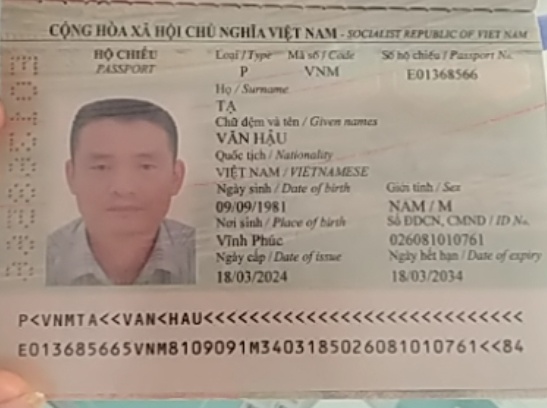 CỘNG HÒA XÃ HỘI CHỦ NGHĨA VIỆT NAM - SOCIALIST REPUBLIC OF VIET NAM
HỘ CHIẾU Loại / Type Mã số / Code Số hộ chiếu / Passport No.
PASSPORT P VNM E01368566
Họ / Surname
TẠ
Chữ đệm và tên / Given names
VĂN HẬU
Quốc tịch / Nationality
VIỆT NAM / VIETNAMESE
Ngày sinh / Date of birth Giới tính / Sex
09/09/1981 NAM / M
Nơi sinh / Place of birth Số ĐDCN, CMND / ID No.
Vĩnh Phúc 026081010761
Ngày cấp / Date of issue Ngày hết hạn / Date of expiry
18/03/2024 18/03/2034
P<VNMTA<<VAN<HAU<<<<<<<<<<<<<<<<<<<<<<<<<<<<
E013685665VNM8109091M3403185026081010761<<84